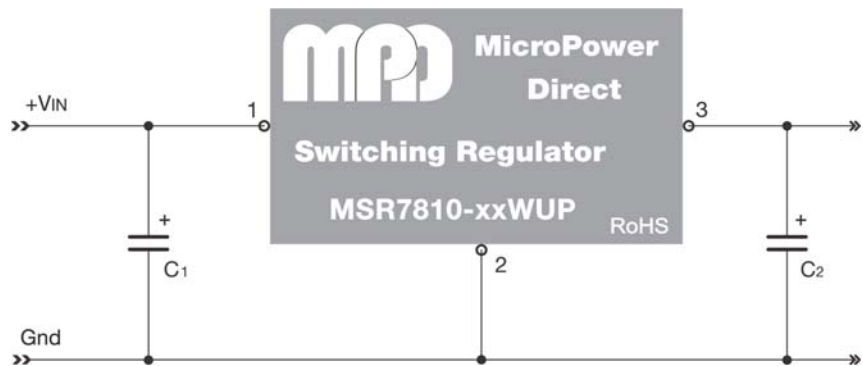 MPD
MicroPower
Direct
+VIN
1
3
Switching Regulator
MSR7810-xxWUP
RoHS
+
C1
2
+
C2
Gnd